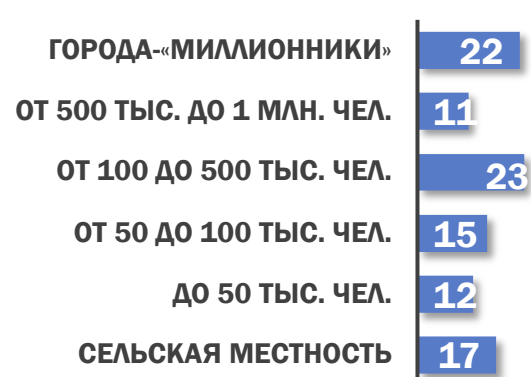 ГОРОДА-«МИЛЛИОННИКИ» 22
ОТ 500 ТЫС. ДО 1 МЛН. ЧЕЛ. 11
ОТ 100 ДО 500 ТЫС. ЧЕЛ. 23
ОТ 50 ДО 100 ТЫС. ЧЕЛ. 15
ДО 50 ТЫС. ЧЕЛ. 12
СЕЛЬСКАЯ МЕСТНОСТЬ 17